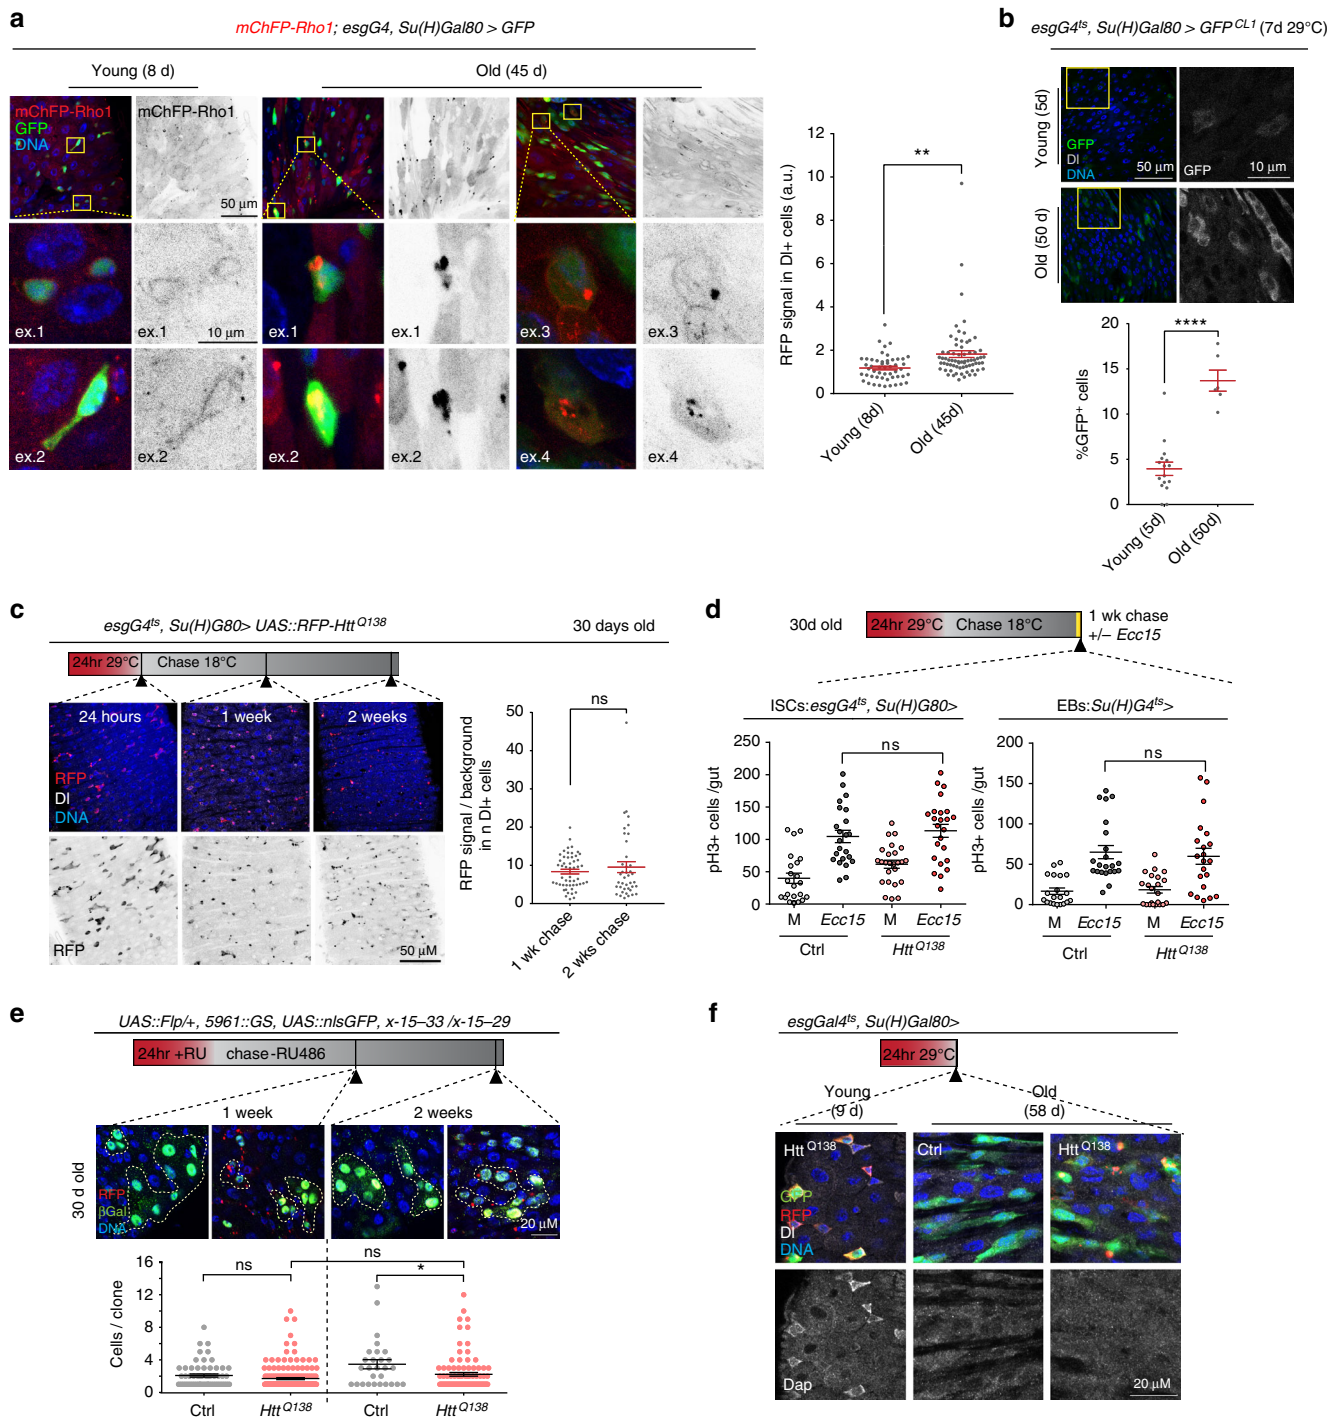 a
mChFP-Rho1; esgG4, Su(H)Gal80 > GFP
Young (8 d)
Old (45 d)
mChFP-Rho1
GFP
DNA
mChFP-Rho1
50 μm
ex.1
ex.1
10 μm
ex.1
ex.1
ex.3
ex.3
ex.2
ex.2
ex.2
ex.2
ex.4
ex.4
RFP signal in Dl+ cells (a.u.)
12
10
8
6
4
2
0
**
Young (8d)
Old (45d)
b
esgG4ts, Su(H)Gal80 > GFP CL1 (7d 29°C)
Young (5d)
GFP
Dl
DNA
50 μm
GFP
10 μm
Old (50 d)
%GFP+ cells
20
15
10
5
0
****
Young (5d)
Old (50d)
c
esgG4ts, Su(H)G80> UAS::RFP-HttQ138
30 days old
24hr 29°C
Chase 18°C
24 hours
1 week
2 weeks
RFP
Dl
DNA
RFP
50 μM
RFP signal / background
in n Dl+ cells
50
40
30
20
10
0
ns
1 wk chase
2 wks chase
d
30d old
24hr 29°C
Chase 18°C
1 wk chase
+/– Ecc15
ISCs:esgG4ts, Su(H)G80>
pH3+ cells /gut
250
200
150
100
50
0
ns
M
Ecc15
M
Ecc15
Ctrl
HttQ138
EBs:Su(H)G4ts>
pH3+ cells /gut
200
150
100
50
0
ns
M
Ecc15
M
Ecc15
Ctrl
HttQ138
e
UAS::Flp/+, 5961::GS, UAS::nlsGFP, x-15–33 /x-15–29
24hr +RU
chase-RU486
1 week
2 weeks
30 d old
RFP
βGal
DNA
20 μM
Cells / clone
16
12
8
4
0
ns
ns
*
Ctrl
HttQ138
Ctrl
HttQ138
f
esgGal4ts, Su(H)Gal80>
24hr 29°C
Young
(9 d)
Old
(58 d)
HttQ138
Ctrl
HttQ138
GFP
RFP
Dl
DNA
Dap
20 μM